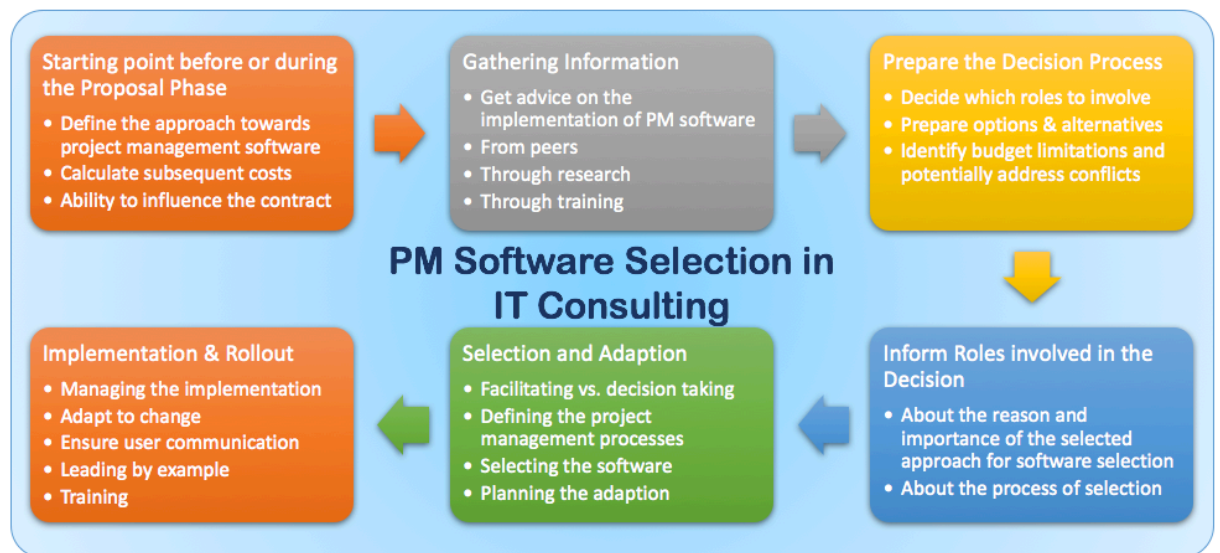 Starting point before or during
the Proposal Phase
• Define the approach towards
project management software
• Calculate subsequent costs
• Ability to influence the contract
Gathering Information
• Get advice on the
implementation of PM software
• From peers
• Through research
• Through training
Prepare the Decision Process
• Decide which roles to involve
• Prepare options & alternatives
• Identify budget limitations and
potentially address conflicts
PM Software Selection in
IT Consulting
Inform Roles involved in the
Decision
• About the reason and
importance of the selected
approach for software selection
• About the process of selection
Selection and Adaption
• Facilitating vs. decision taking
• Defining the project
management processes
• Selecting the software
• Planning the adaption
Implementation & Rollout
• Managing the implementation
• Adapt to change
• Ensure user communication
• Leading by example
• Training